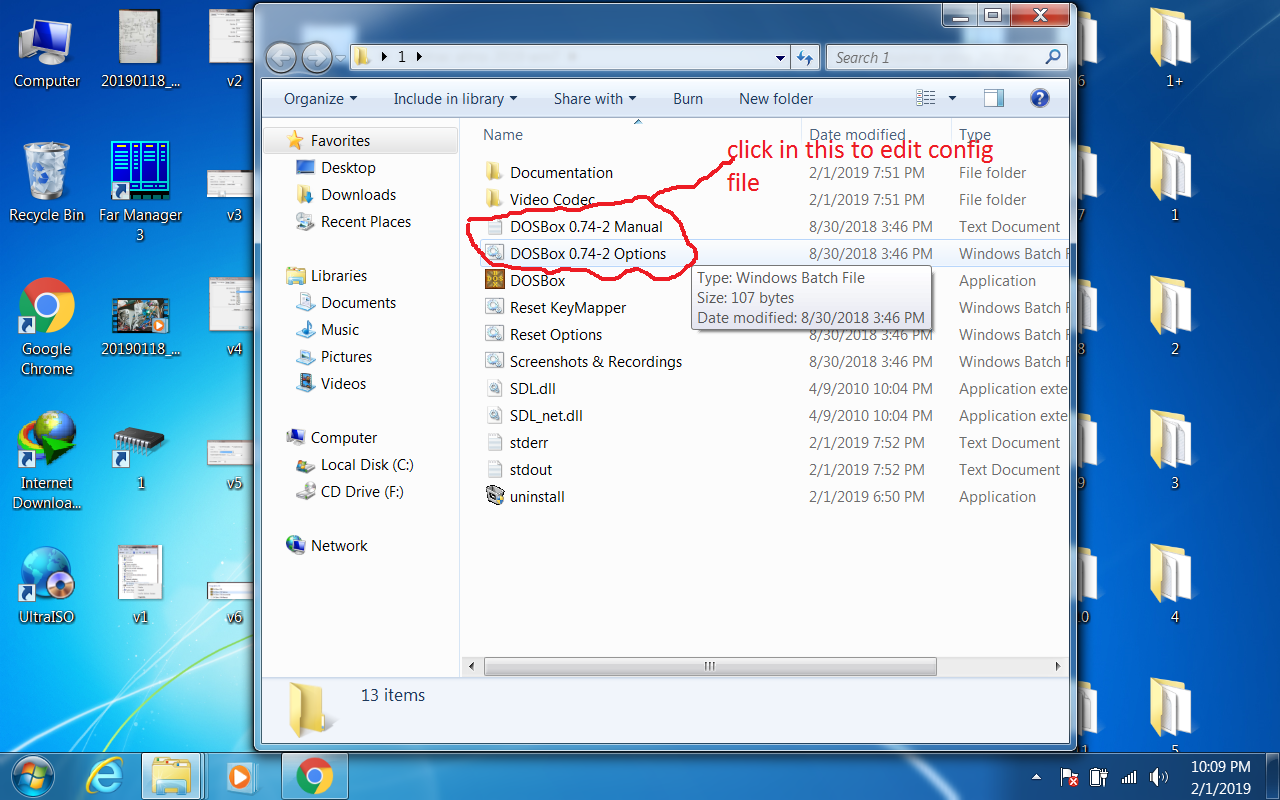 Computer
20190118_...
v2
Recycle Bin
Far Manager
3
v3
Google
Chrome
20190118_...
v4
Internet
Downloa...
1
v5
UltraISO
v1
v6
1
Search 1
Organize
Include in library
Share with
Burn
New folder
Favorites
Desktop
Downloads
Recent Places
Libraries
Documents
Music
Pictures
Videos
Computer
Local Disk (C:)
CD Drive (F:)
Network
Name Date modified Type
click in this to edit config
file
Documentation 2/1/2019 7:51 PM File folder
Video Codec 2/1/2019 7:51 PM File folder
DOSBox 0.74-2 Manual 8/30/2018 3:46 PM Text Document
DOSBox 0.74-2 Options 8/30/2018 3:46 PM Windows Batch F
DOSBox Application
Type: Windows Batch File
Size: 107 bytes
Date modified: 8/30/2018 3:46 PM
Reset KeyMapper Windows Batch F
Reset Options 8/30/2018 3:46 PM Windows Batch F
Screenshots & Recordings 8/30/2018 3:46 PM Windows Batch F
SDL.dll 4/9/2010 10:04 PM Application exte
SDL_net.dll 4/9/2010 10:04 PM Application exte
stderr 2/1/2019 7:52 PM Text Document
stdout 2/1/2019 7:52 PM Text Document
uninstall 2/1/2019 6:50 PM Application
13 items
6
1+
7
1
8
2
9
3
10
4
11
5
10:09 PM
2/1/2019